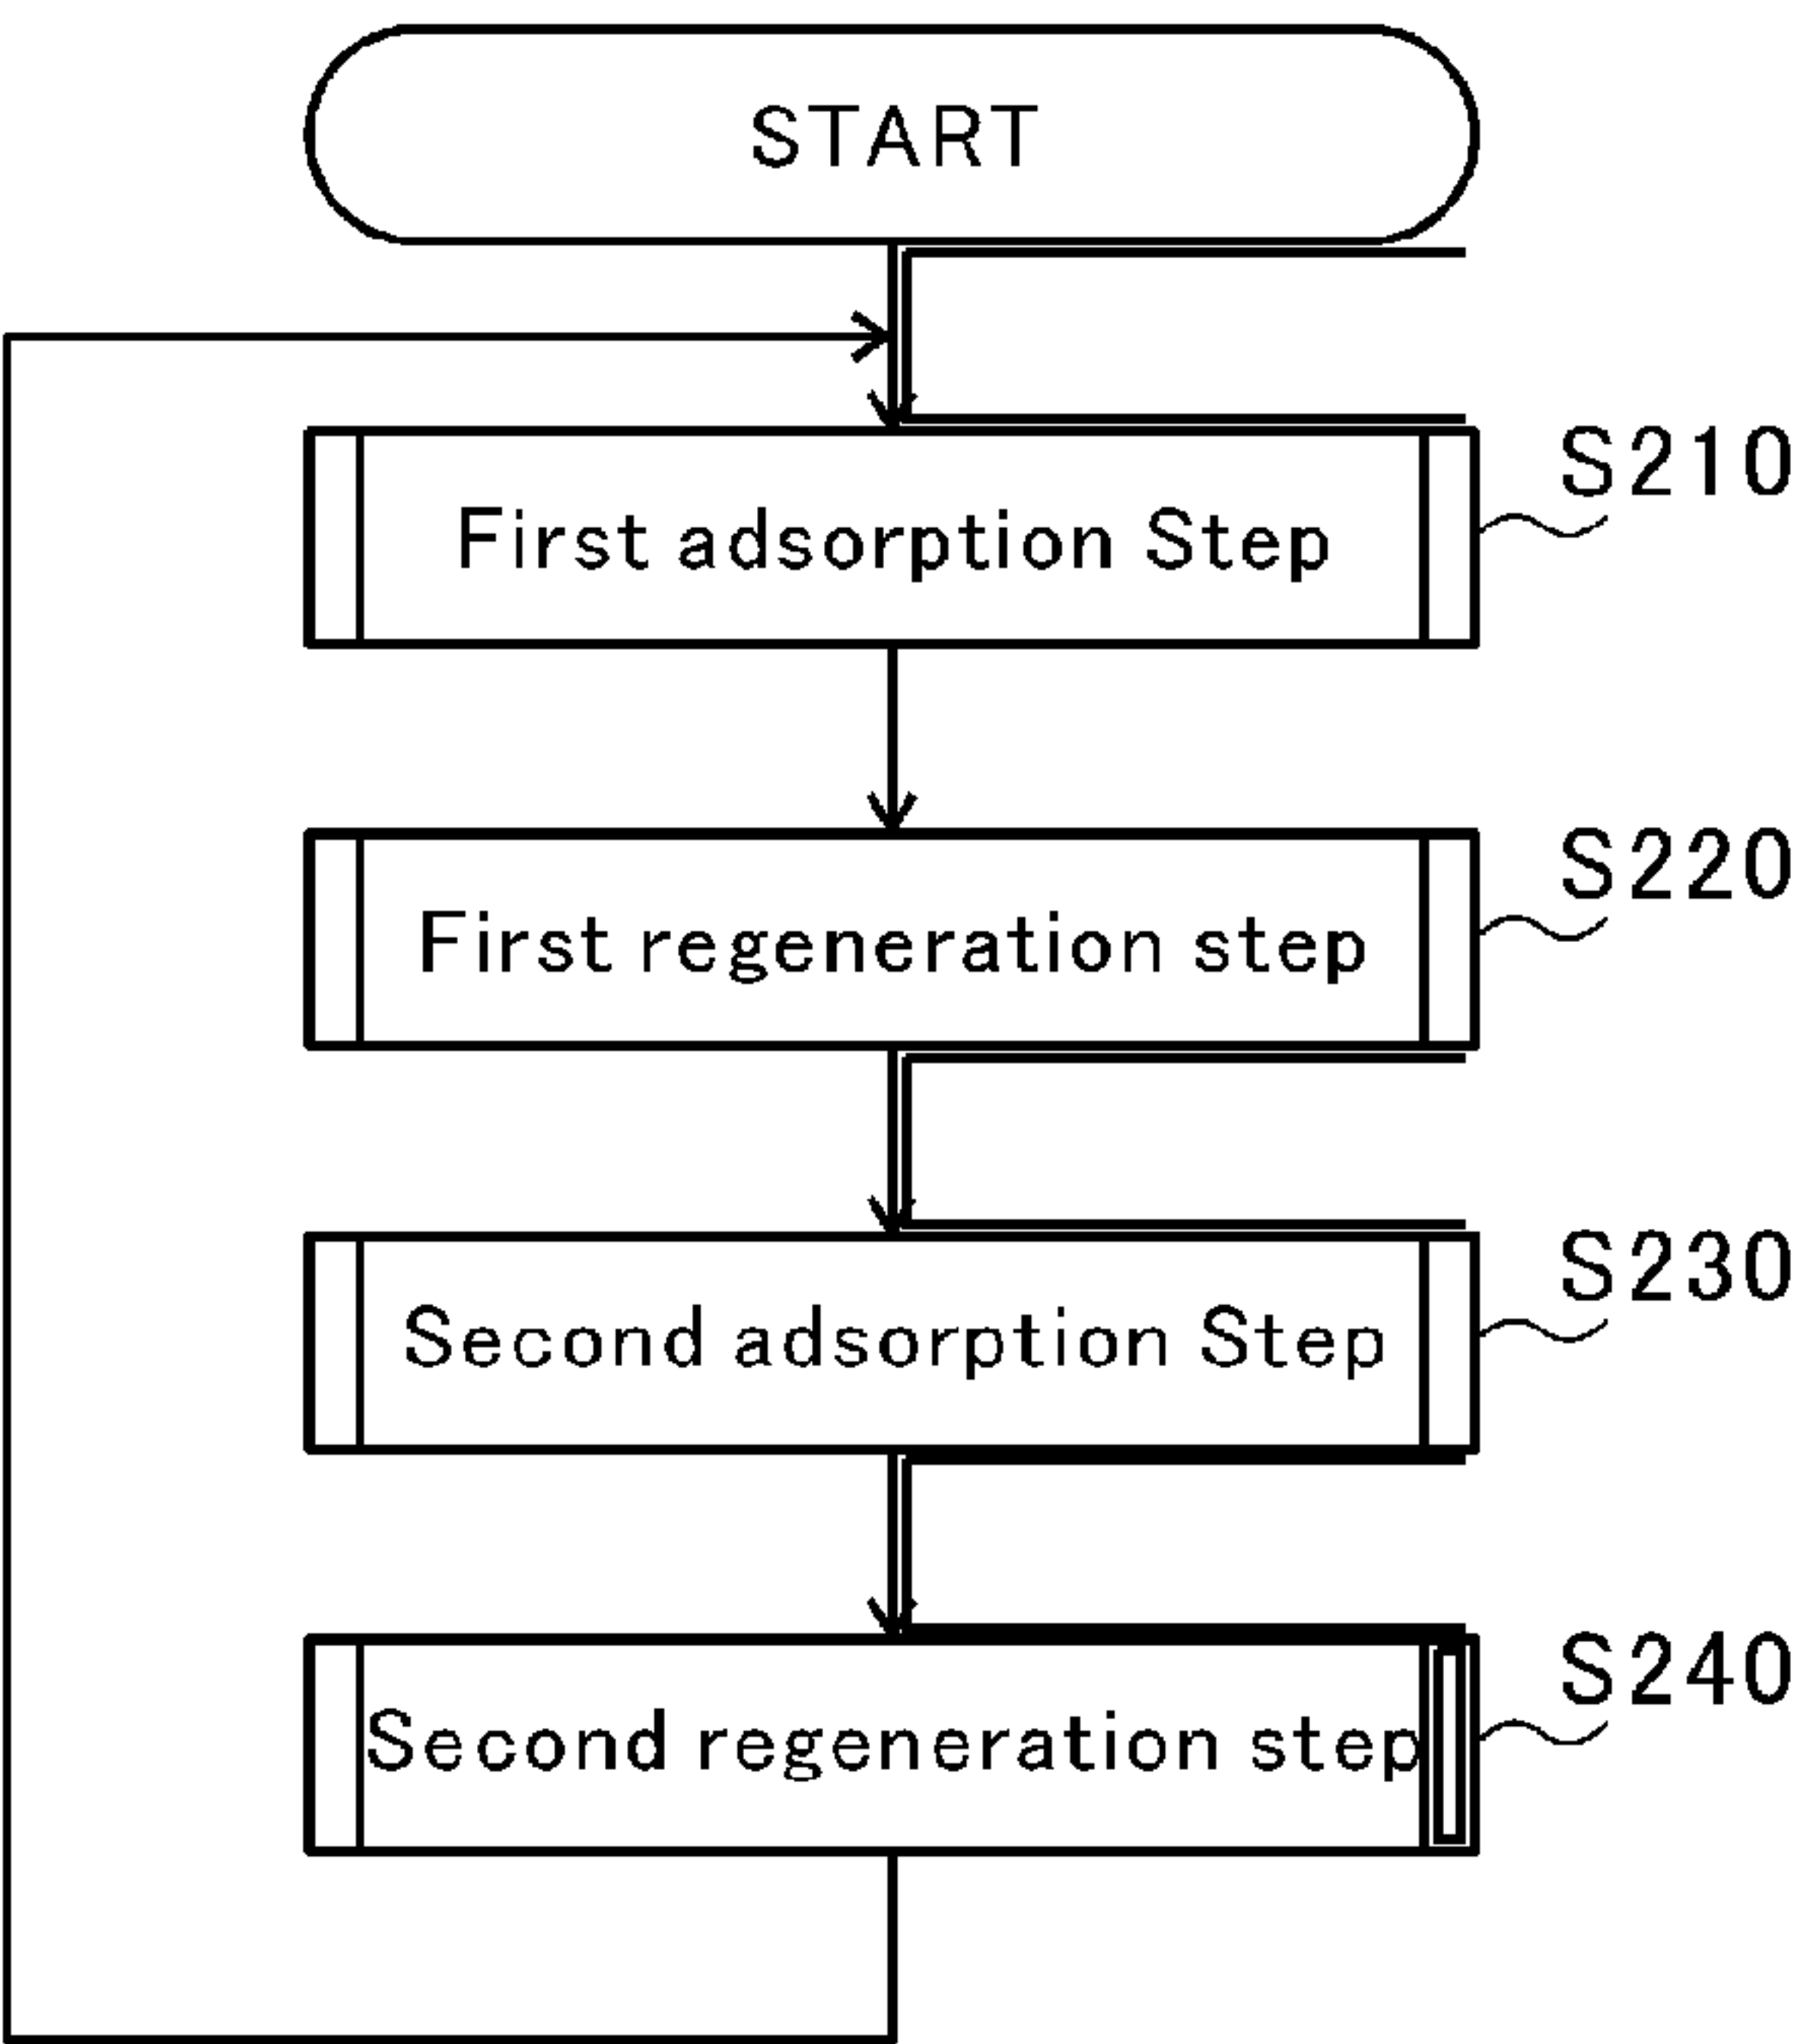 START
S210
First adsorption Step
S220
First regeneration step
S230
Second adsorption Step
S240
Second regeneration step